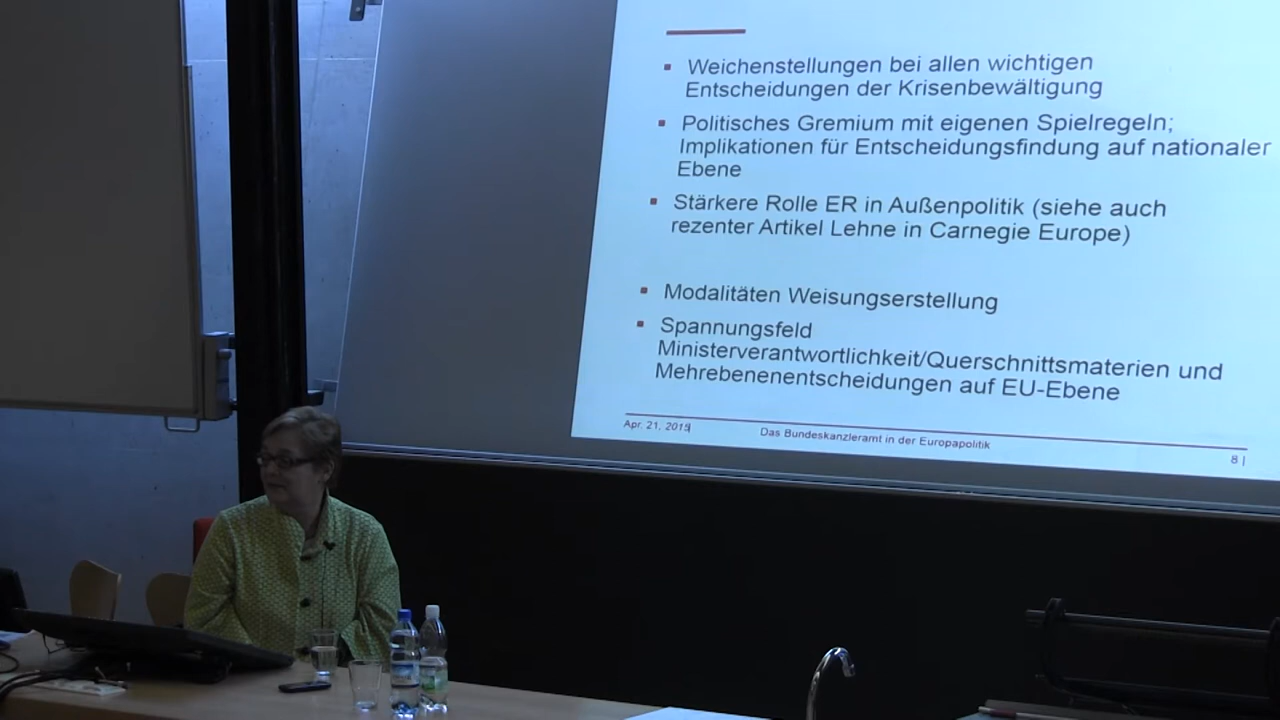 Weichenstellungen bei allen wichtigen
Entscheidungen der Krisenbewältigung
Politisches Gremium mit eigenen Spielregeln;
Implikationen für Entscheidungsfindung auf nationaler
Ebene
Stärkere Rolle ER in Außenpolitik (siehe auch
rezenter Artikel Lehne in Carnegie Europe)
Modalitäten Weisungserstellung
Spannungsfeld
Ministerverantwortlichkeit/Querschnittsmaterien und
Mehrebenenentscheidungen auf EU-Ebene
Apr. 21, 2015|
Das Bundeskanzleramt in der Europapolitik
8 |